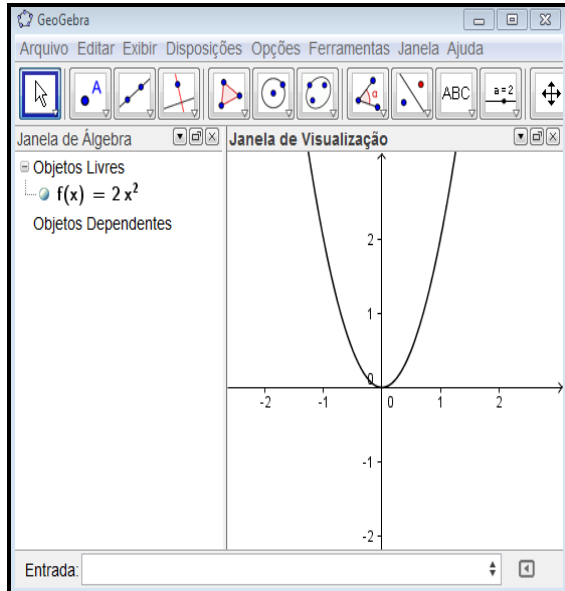 GeoGebra
Arquivo Editar Exibir Disposições Opções Ferramentas Janela Ajuda
A
α
ABC
a=2
Janela de Álgebra
Janela de Visualização
Objetos Livres
f(x) = 2 x²
Objetos Dependentes
2
1
0
-2 -1 0 1 2
-1
-2
Entrada: